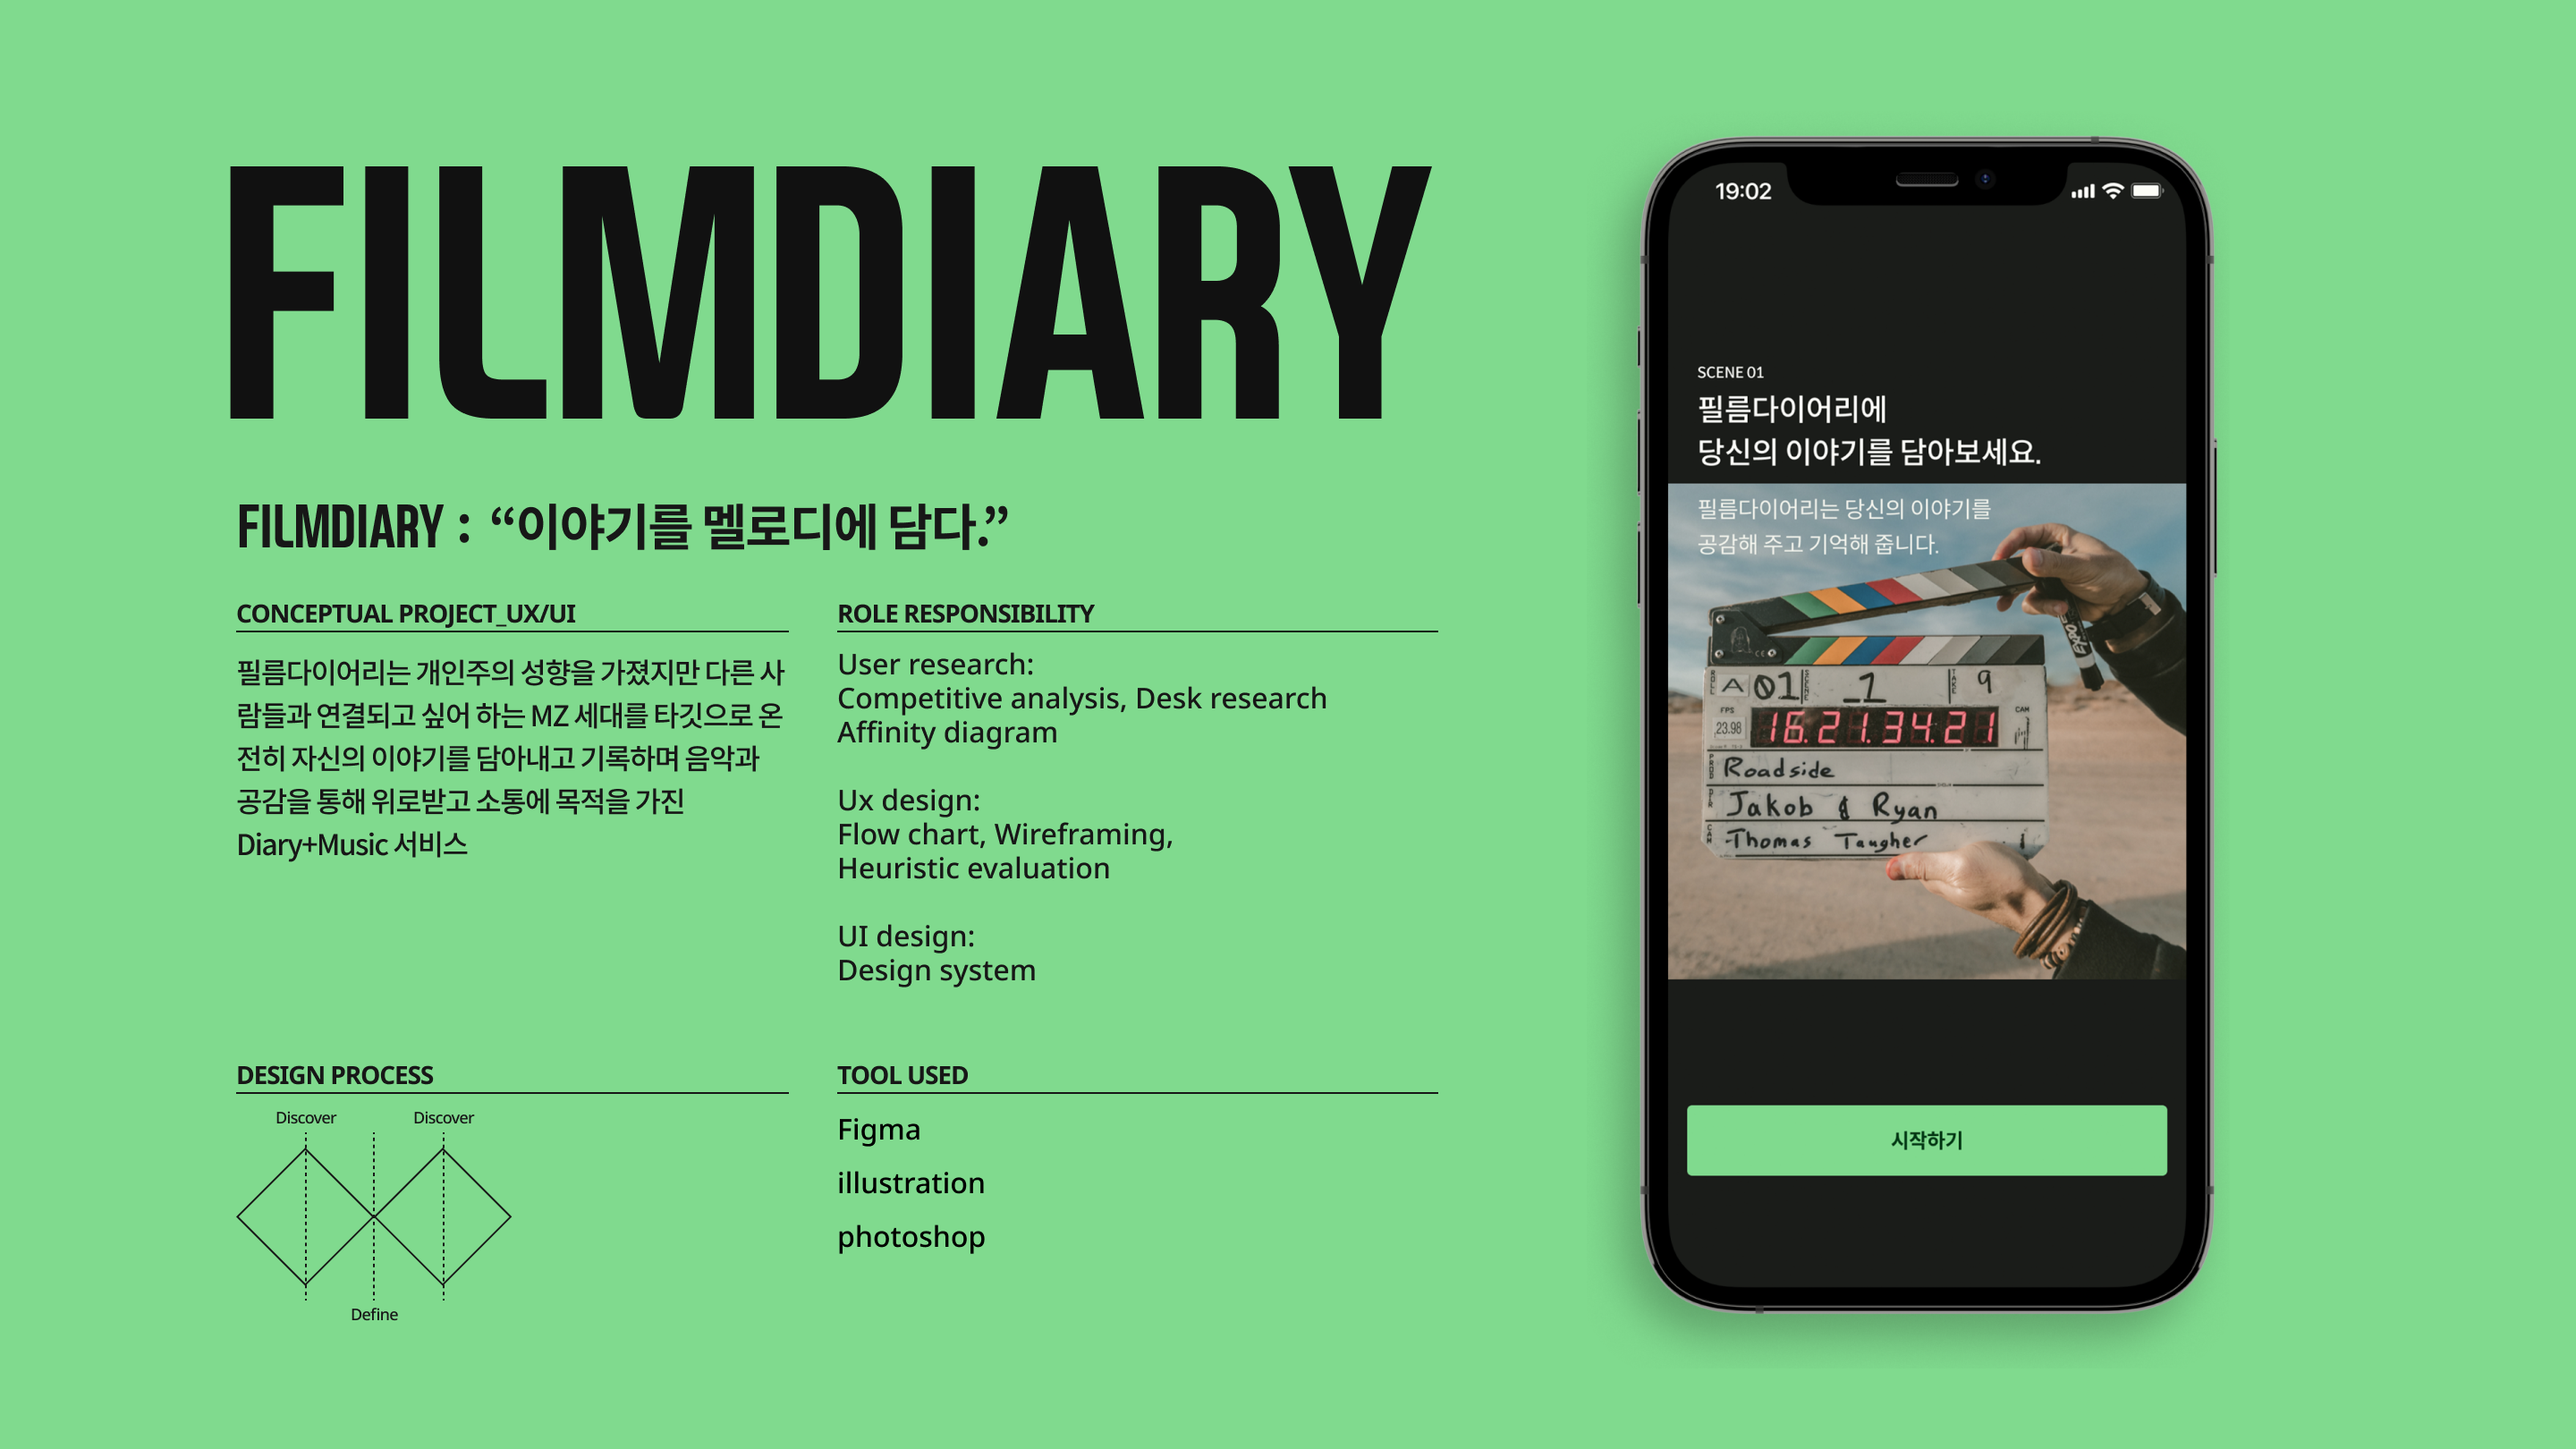 FILMDIARY
FILMDIARY : “이야기를 멜로디에 담다.”
CONCEPTUAL PROJECT_UX/UI
필름다이어리는 개인주의 성향을 가졌지만 다른 사
람들과 연결되고 싶어 하는 MZ 세대를 타깃으로 온
전히 자신의 이야기를 담아내고 기록하며 음악과
공감을 통해 위로받고 소통에 목적을 가진
Diary+Music 서비스
ROLE RESPONSIBILITY
User research:
Competitive analysis, Desk research
Affinity diagram
Ux design:
Flow chart, Wireframing,
Heuristic evaluation
UI design:
Design system
DESIGN PROCESS
Discover Discover
Define
TOOL USED
Figma
illustration
photoshop
19:02
SCENE 01
필름다이어리에
당신의 이야기를 담아보세요.
필름다이어리는 당신의 이야기를
공감해 주고 기억해 줍니다.
EXPO
ROLL A 01 SCENE 1 TAKE 9
FPS CAM
23.98 16.21.34.21
PROD Roadside
DIR Jakob & Ryan
CAM Thomas Taugher
시작하기